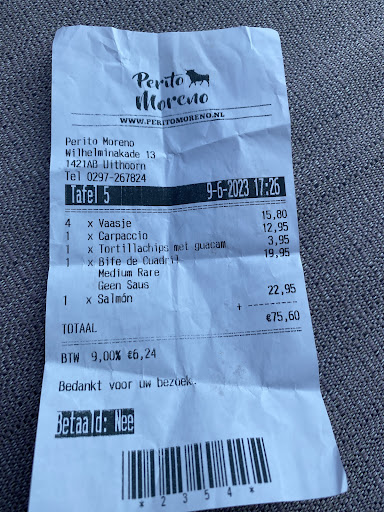 Perito
Moreno
WWW.PERITOMORENO.NL
Perito Moreno
Wilhelminakade 13
1421AB Uithoorn
Tel 0297-267824
Tafel 5 9-6-2023 17:26
4 x Vaasje 15,80
1 x Carpaccio 12,95
1 x Tortillachips met guacam 3,95
1 x Bife de Cuadril 19,95
Medium Rare
Geen Saus
1 x Salmón 22,95
+
TOTAAL €75,60
BTW 9,00% €6,24
Bedankt voor uw bezoek.
Betaald: Nee
*2354*